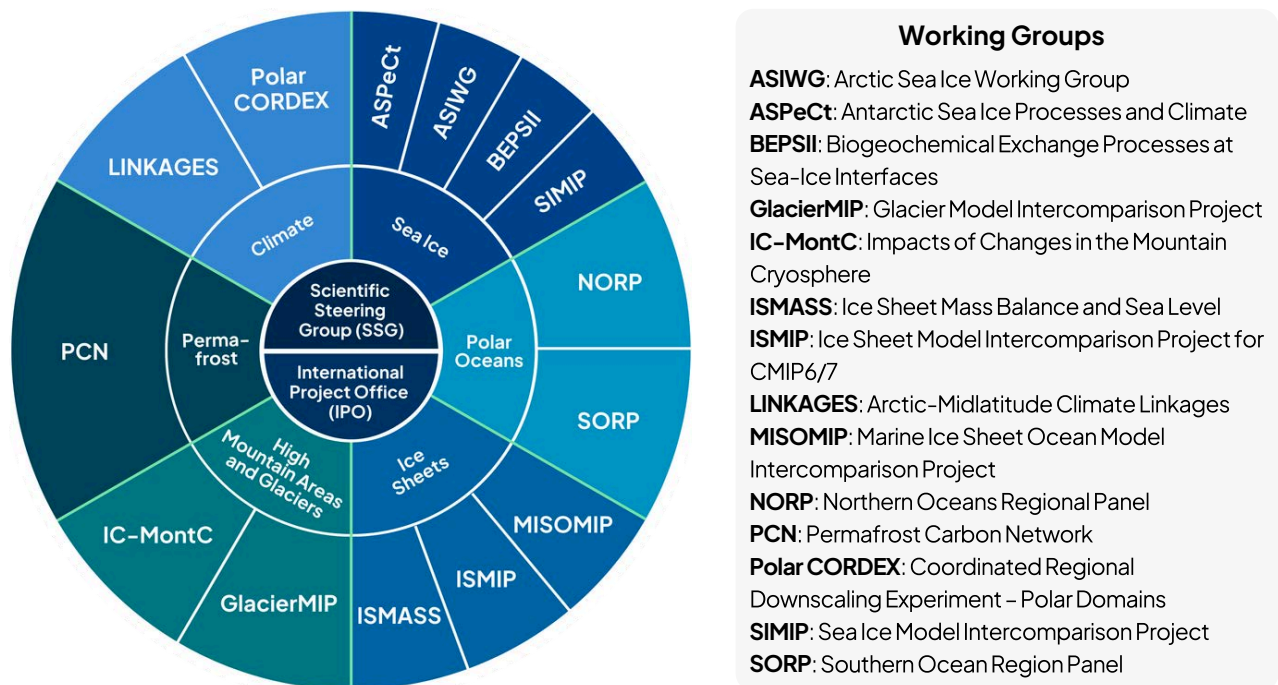 Polar
CORDEX
LINKAGES
ASPeCt
ASIWG
BEPSII
SIMIP
Climate
Sea Ice
NORP
SORP
PCN
Perma-
frost
Scientific
Steering
Group (SSG)
International
Project Office
(IPO)
Polar
Oceans
High
Mountain Areas
and Glaciers
Ice
Sheets
IC-MontC
GlacierMIP
ISMASS
ISMIP
MISOMIP
Working Groups
ASIWG: Arctic Sea Ice Working Group
ASPeCt: Antarctic Sea Ice Processes and Climate
BEPSII: Biogeochemical Exchange Processes at
Sea-Ice Interfaces
GlacierMIP: Glacier Model Intercomparison Project
IC-MontC: Impacts of Changes in the Mountain
Cryosphere
ISMASS: Ice Sheet Mass Balance and Sea Level
ISMIP: Ice Sheet Model Intercomparison Project for
CMIP6/7
LINKAGES: Arctic-Midlatitude Climate Linkages
MISOMIP: Marine Ice Sheet Ocean Model
Intercomparison Project
NORP: Northern Oceans Regional Panel
PCN: Permafrost Carbon Network
Polar CORDEX: Coordinated Regional
Downscaling Experiment – Polar Domains
SIMIP: Sea Ice Model Intercomparison Project
SORP: Southern Ocean Region Panel